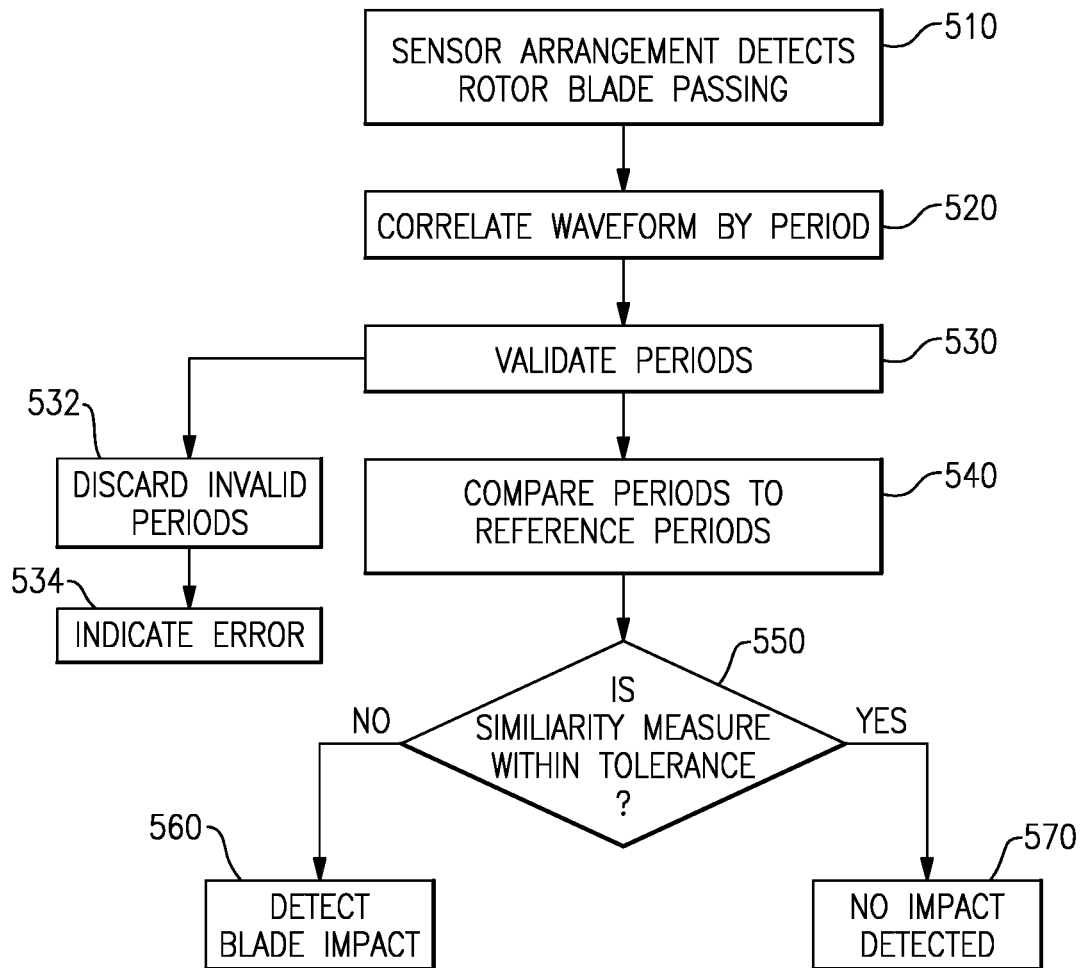 510
SENSOR ARRANGEMENT DETECTS
ROTOR BLADE PASSING
520
CORRELATE WAVEFORM BY PERIOD
530
VALIDATE PERIODS
532
DISCARD INVALID
PERIODS
540
COMPARE PERIODS TO
REFERENCE PERIODS
534
INDICATE ERROR
550
IS
SIMILIARITY MEASURE
WITHIN TOLERANCE
?
NO
YES
560
DETECT
BLADE IMPACT
570
NO IMPACT
DETECTED